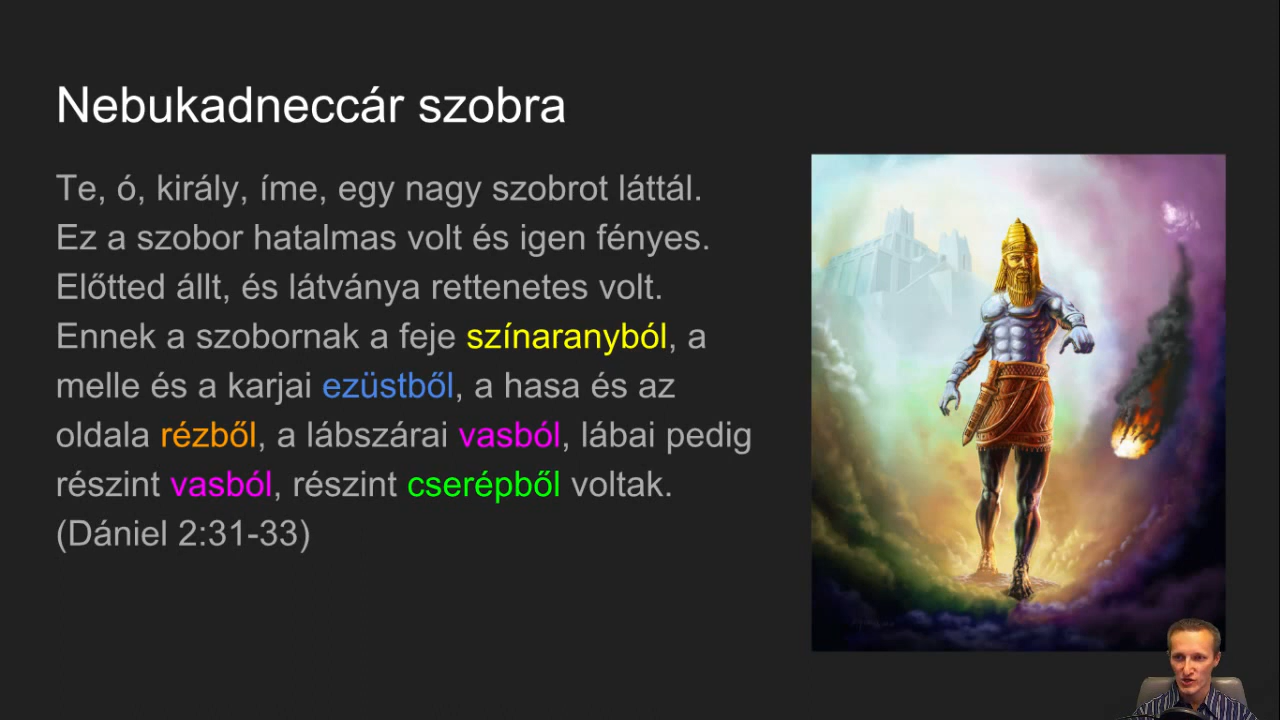 Nebukadneccár szobra
Te, ó, király, íme, egy nagy szobrot láttál.
Ez a szobor hatalmas volt és igen fényes.
Előtted állt, és látványa rettenetes volt.
Ennek a szobornak a feje színaranyból, a
melle és a karjai ezüstből, a hasa és az
oldala rézből, a lábszárai vasból, lábai pedig
részint vasból, részint cserépből voltak.
(Dániel 2:31-33)